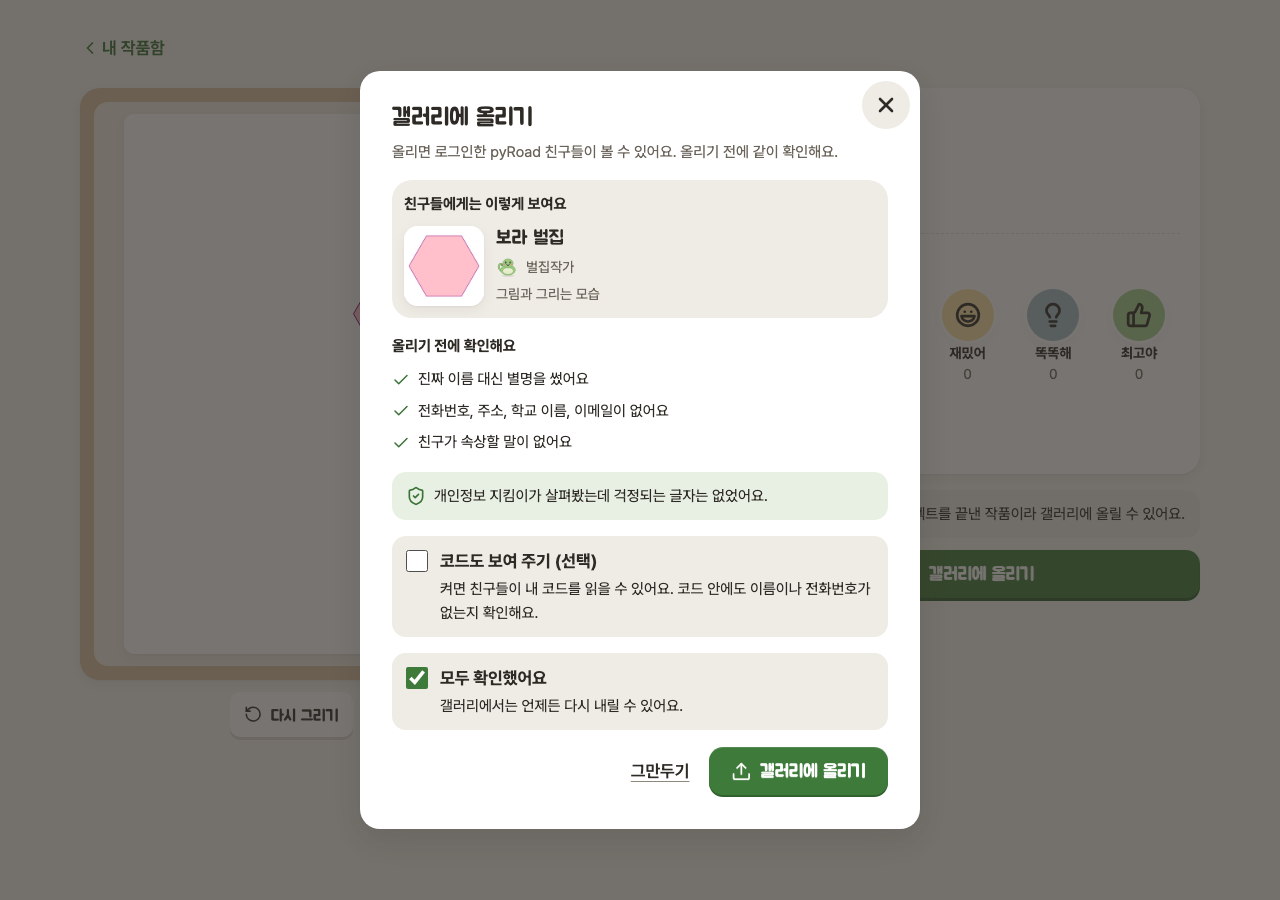 내 작품함
갤러리에 올리기
올리면 로그인한 pyRoad 친구들이 볼 수 있어요. 올리기 전에 같이 확인해요.
친구들에게는 이렇게 보여요
보라 벌집
벌집작가
그림과 그리는 모습
올리기 전에 확인해요
진짜 이름 대신 별명을 썼어요
전화번호, 주소, 학교 이름, 이메일이 없어요
친구가 속상할 말이 없어요
개인정보 지킴이가 살펴봤는데 걱정되는 글자는 없었어요.
코드도 보여 주기 (선택)
켜면 친구들이 내 코드를 읽을 수 있어요. 코드 안에도 이름이나 전화번호가
없는지 확인해요.
모두 확인했어요
갤러리에서는 언제든 다시 내릴 수 있어요.
그만두기
갤러리에 올리기
다시 그리기
재밌어
똑똑해
최고야
0
0
0
끝낸 작품이라 갤러리에 올릴 수 있어요.
갤러리에 올리기